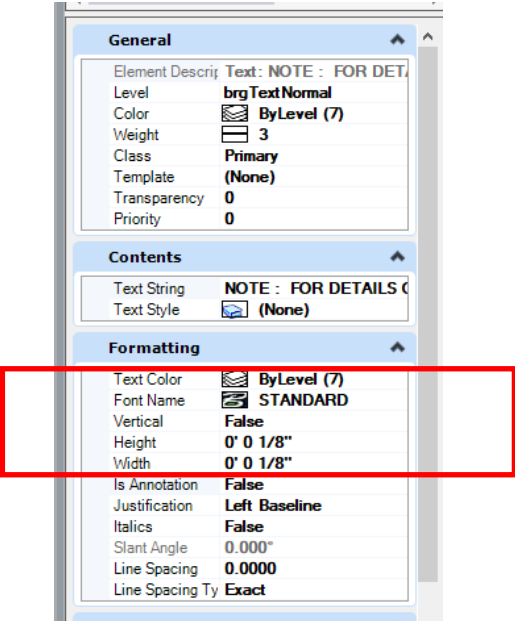 General
Element Descrip Text: NOTE : FOR DETA
Level brgTextNormal
Color ByLevel (7)
Weight 3
Class Primary
Template (None)
Transparency 0
Priority 0
Contents
Text String NOTE : FOR DETAILS O
Text Style (None)
Formatting
Text Color ByLevel (7)
Font Name STANDARD
Vertical False
Height 0' 0 1/8"
Width 0' 0 1/8"
Is Annotation False
Justification Left Baseline
Italics False
Slant Angle 0.000°
Line Spacing 0.0000
Line Spacing Ty Exact